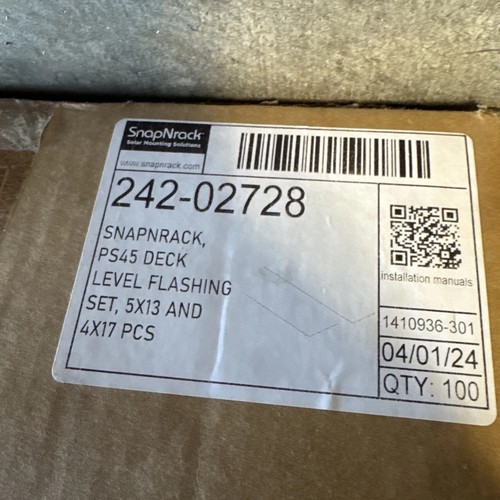 SnapNrack
Solar Mounting Solutions
www.snapnrack.com
242-02728
SNAPNRACK,
PS45 DECK
LEVEL FLASHING
SET, 5X13 AND
4X17 PCS
installation manuals
1410936-301
04/01/24
QTY: 100